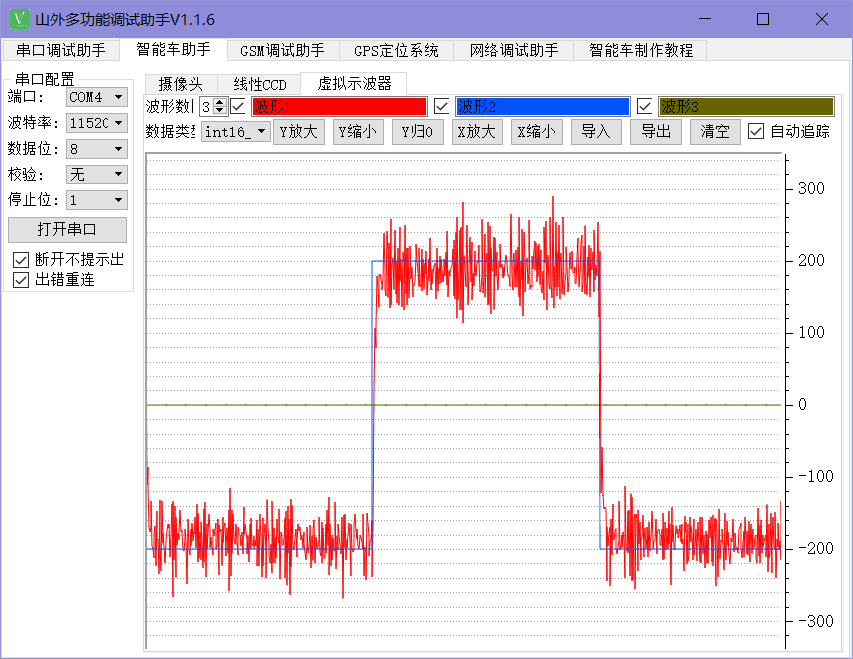 山外多功能调试助手V1.1.6
串口调试助手 智能车助手 GSM调试助手 GPS定位系统 网络调试助手 智能车制作教程
串口配置
端口: COM4
波特率: 11520
数据位: 8
校验: 无
停止位: 1
打开串口
断开不提示出
出错重连
摄像头 线性CCD 虚拟示波器
波形数 3 波形1 波形2 波形3
数据类型 int16_ Y放大 Y缩小 Y归0 X放大 X缩小 导入 导出 清空 自动追踪
300
200
100
0
-100
-200
-300